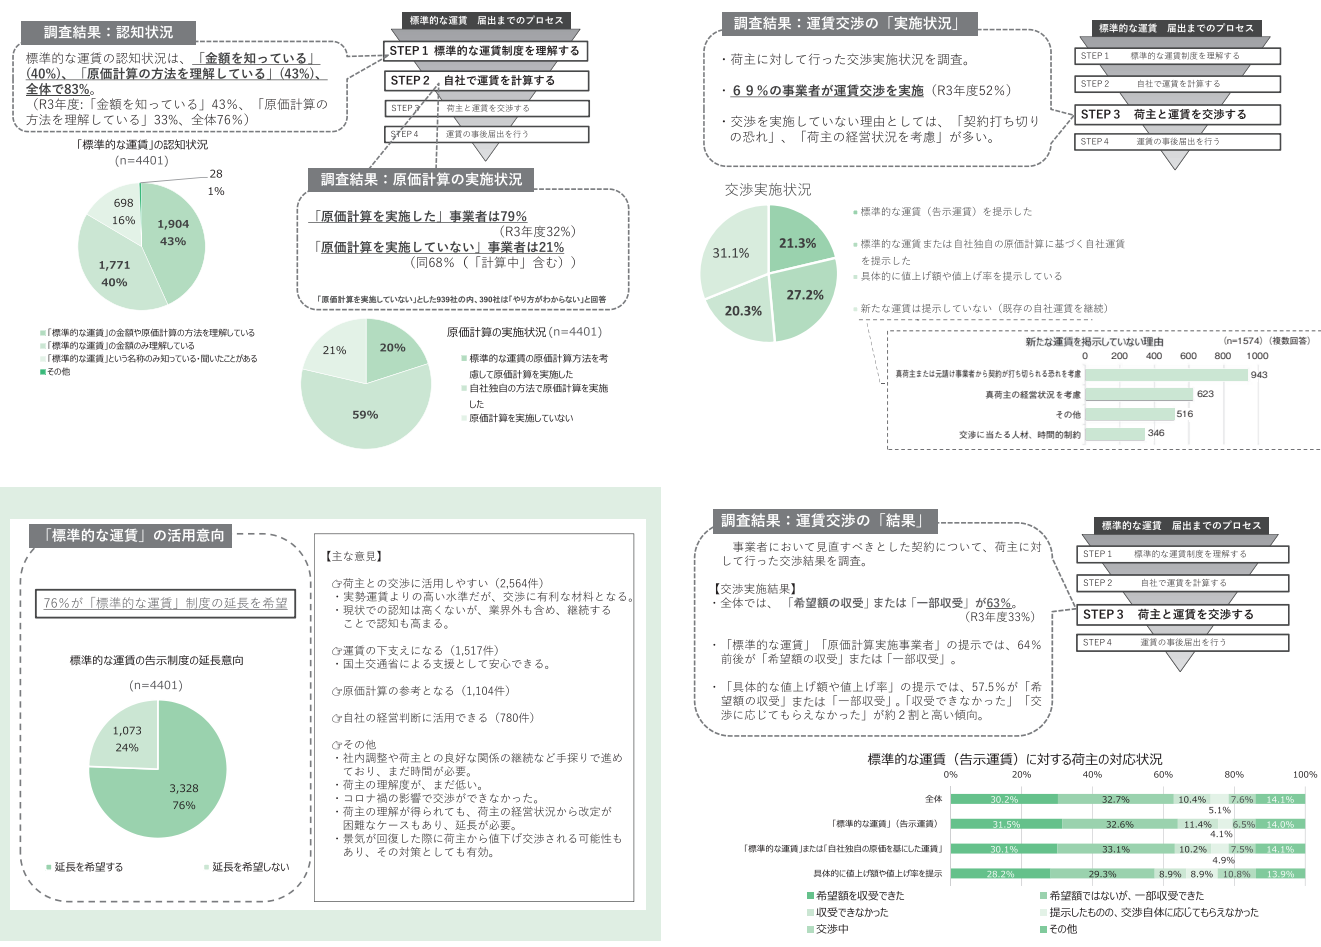 調査結果：認知状況
標準的な運賃の認知状況は、「金額を知っている」
(40%)、「原価計算の方法を理解している」(43%)、
全体で83%。
（R3年度:「金額を知っている」43%、「原価計算の
方法を理解している」33%、全体76%）
標準的な運賃　届出までのプロセス
STEP 1 標準的な運賃制度を理解する
STEP 2　自社で運賃を計算する
STEP 3　荷主と運賃を交渉する
STEP 4　運賃の事後届出を行う
「標準的な運賃」の認知状況
(n=4401)
28
1%
698
16%
1,904
43%
1,771
40%
「標準的な運賃」の金額や原価計算の方法を理解している
「標準的な運賃」の金額のみ理解している
「標準的な運賃」という名称のみ知っている・聞いたことがある
その他
調査結果：原価計算の実施状況
「原価計算を実施した」事業者は79%
（R3年度32%）
「原価計算を実施していない」事業者は21%
（同68%（「計算中」含む））
「原価計算を実施していない」とした939社の内、390社は「やり方がわからない」と回答
原価計算の実施状況 (n=4401)
21%
20%
59%
標準的な運賃の原価計算方法を考
慮して原価計算を実施した
自社独自の方法で原価計算を実施
した
原価計算を実施していない
調査結果：運賃交渉の「実施状況」
・荷主に対して行った交渉実施状況を調査。
・６９%の事業者が運賃交渉を実施（R3年度52%）
・交渉を実施していない理由としては、「契約打ち切り
の恐れ」、「荷主の経営状況を考慮」が多い。
標準的な運賃　届出までのプロセス
STEP 1　標準的な運賃制度を理解する
STEP 2　自社で運賃を計算する
STEP 3　荷主と運賃を交渉する
STEP 4　運賃の事後届出を行う
交渉実施状況
31.1%
21.3%
27.2%
20.3%
標準的な運賃（告示運賃）を提示した
標準的な運賃または自社独自の原価計算に基づく自社運賃
を提示した
具体的に値上げ額や値上げ率を提示している
新たな運賃は提示していない（既存の自社運賃を継続）
新たな運賃を掲示していない理由
（n=1574）（複数回答）
0 200 400 600 800 1000
真荷主または元請け事業者から契約が打ち切られる恐れを考慮 943
真荷主の経営状況を考慮 623
その他 516
交渉に当たる人材、時間的制約 346
「標準的な運賃」の活用意向
76%が「標準的な運賃」制度の延長を希望
標準的な運賃の告示制度の延長意向
(n=4401)
1,073
24%
3,328
76%
延長を希望する
延長を希望しない
【主な意見】
☞荷主との交渉に活用しやすい（2,564件）
・実勢運賃よりの高い水準だが、交渉に有利な材料となる。
・現状での認知は高くないが、業界外も含め、継続する
ことで認知も高まる。
☞運賃の下支えになる（1,517件）
・国土交通省による支援として安心できる。
☞原価計算の参考となる（1,104件）
☞自社の経営判断に活用できる（780件）
☞その他
・社内調整や荷主との良好な関係の継続など手探りで進め
ており、まだ時間が必要。
・荷主の理解度が、まだ低い。
・コロナ禍の影響で交渉ができなかった。
・荷主の理解が得られても、荷主の経営状況から改定が
困難なケースもあり、延長が必要。
・景気が回復した際に荷主から値下げ交渉される可能性も
あり、その対策としても有効。
調査結果：運賃交渉の「結果」
事業者において見直すべきとした契約について、荷主に対
して行った交渉結果を調査。
【交渉実施結果】
・全体では、「希望額の収受」または「一部収受」が63%。
（R3年度33%）
・「標準的な運賃」「原価計算実施事業者」の提示では、64%
前後が「希望額の収受」または「一部収受」。
・「具体的な値上げ額や値上げ率」の提示では、57.5%が「希
望額の収受」または「一部収受」。「収受できなかった」「交
渉に応じてもらえなかった」が約２割と高い傾向。
標準的な運賃　届出までのプロセス
STEP 1　標準的な運賃制度を理解する
STEP 2　自社で運賃を計算する
STEP 3　荷主と運賃を交渉する
STEP 4　運賃の事後届出を行う
標準的な運賃（告示運賃）に対する荷主の対応状況
0% 20% 40% 60% 80% 100%
全体 30.2% 32.7% 10.4% 5.1% 7.6% 14.1%
「標準的な運賃」（告示運賃） 31.5% 32.6% 11.4% 4.1% 6.5% 14.0%
「標準的な運賃」または「自社独自の原価を基にした運賃」 30.1% 33.1% 10.2% 4.9% 7.5% 14.1%
具体的に値上げ額や値上げ率を提示 28.2% 29.3% 8.9% 8.9% 10.8% 13.9%
希望額を収受できた
希望額ではないが、一部収受できた
収受できなかった
提示したものの、交渉自体に応じてもらえなかった
交渉中
その他